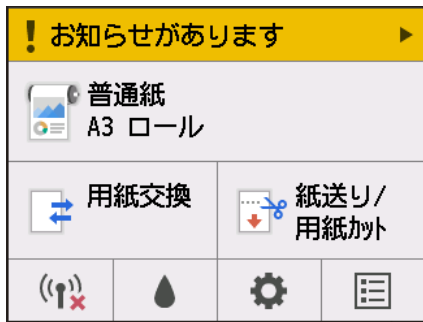 お知らせがあります
普通紙
A3 ロール
用紙交換
紙送り/
用紙ｶｯﾄ